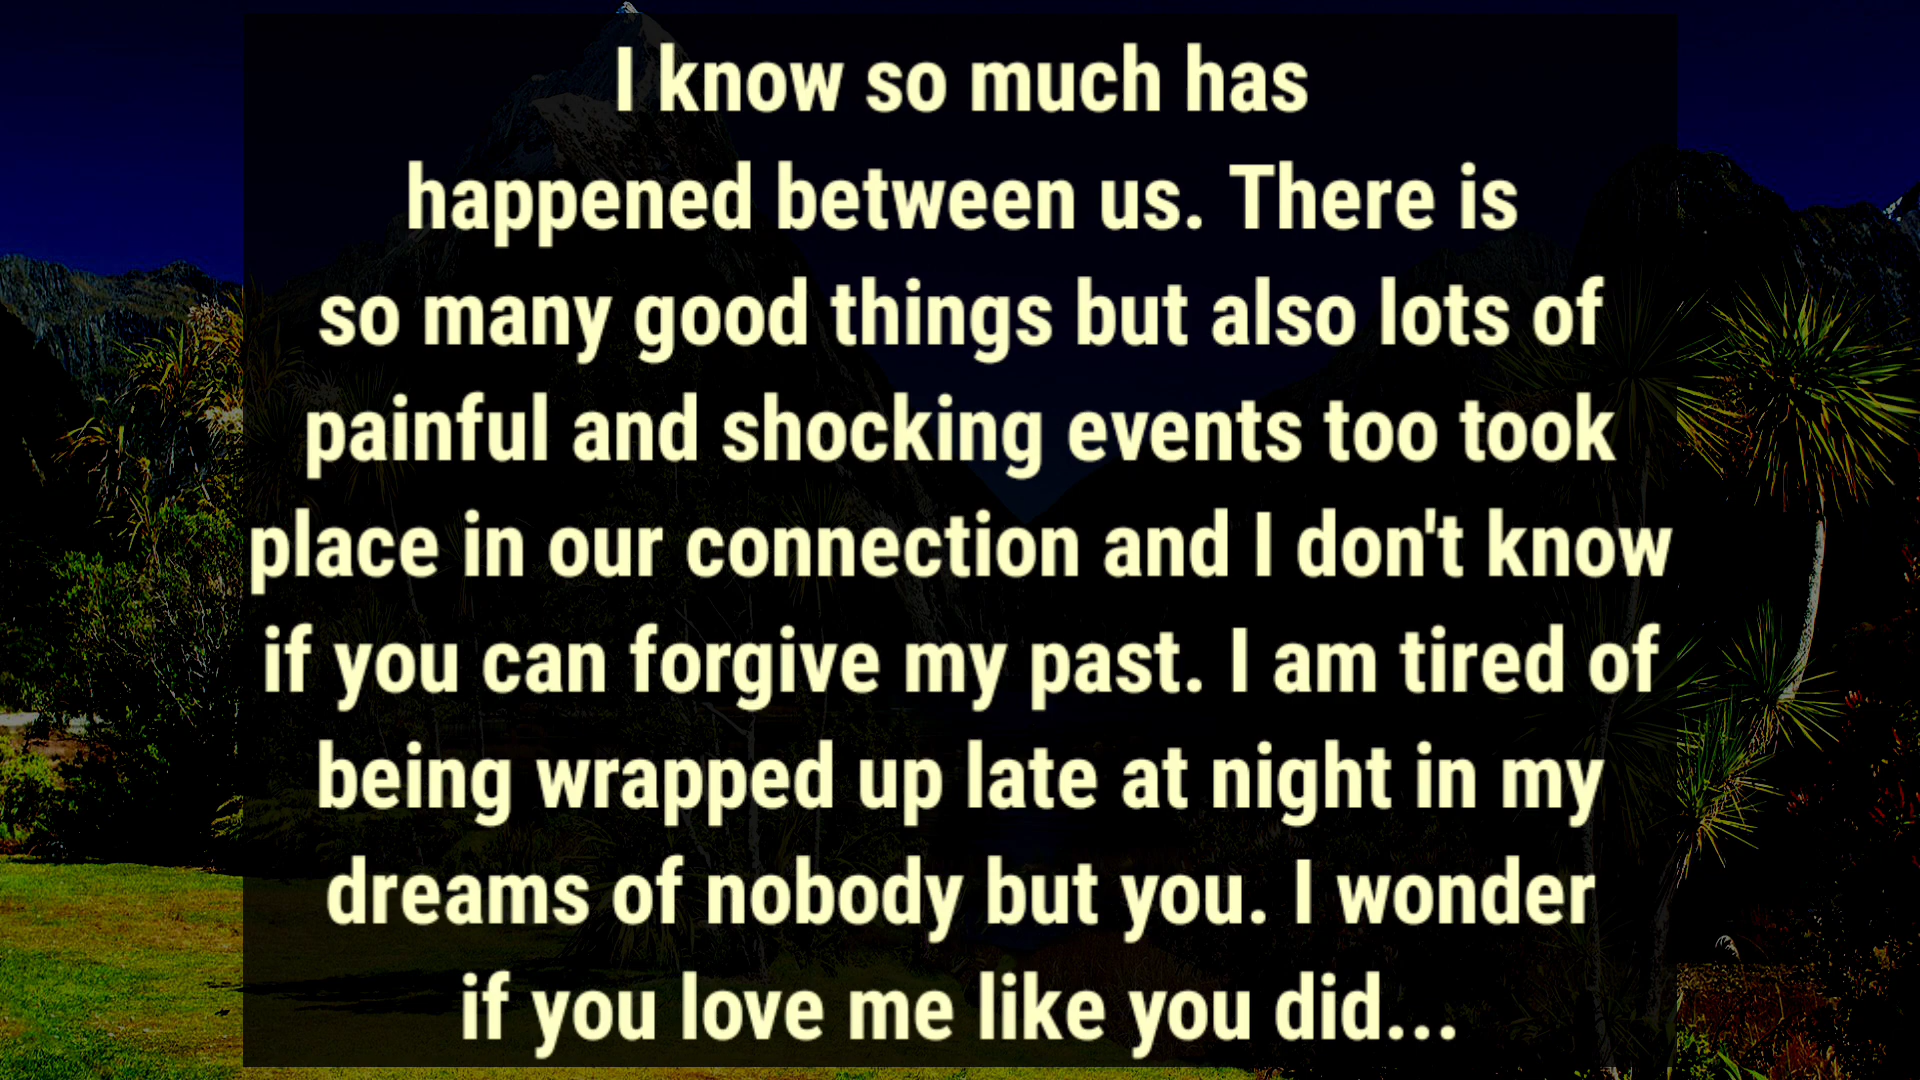 I know so much has
happened between us. There is
so many good things but also lots of
painful and shocking events too took
place in our connection and I don't know
if you can forgive my past. I am tired of
being wrapped up late at night in my
dreams of nobody but you. I wonder
if you love me like you did...